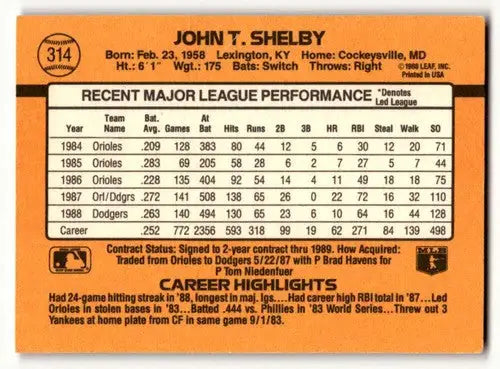 314
JOHN T. SHELBY
Born: Feb. 23, 1958 Lexington, KY Home: Cockeysville, MD
Ht.: 6'1" Wgt.: 175 Bats: Switch Throws: Right
©1988 LEAF, INC.
Printed in USA
RECENT MAJOR LEAGUE PERFORMANCE *Denotes Led League
Year Team Name Bat. Avg. Games At Bat Hits Runs 2B 3B HR RBI Steal Walk SO
1984 Orioles .209 128 383 80 44 12 5 6 30 12 20 71
1985 Orioles .283 69 205 58 28 6 2 7 27 5 7 44
1986 Orioles .228 135 404 92 54 14 4 11 49 18 18 75
1987 Orl/Ddgrs .272 141 508 138 65 26 0 22 72 16 32 110
1988 Dodgers .263 140 494 130 65 23 6 10 64 16 44 128
Career .252 772 2356 593 318 99 19 64 271 84 139 498
Contract Status: Signed to 2-year contract thru 1989. How Acquired:
Traded from Orioles to Dodgers 5/22/87 with P Brad Havens for
P Tom Niedenfuer
MLB
CAREER HIGHLIGHTS
Had 24-game hitting streak in '88, longest in maj. lgs....Had career high RBI total in '87...Led
Orioles in stolen bases of '83...Batted .444 vs. Phillies in '83 World Series...Threw out 3
Yankees at home plate from CF in same game 9/1/83.